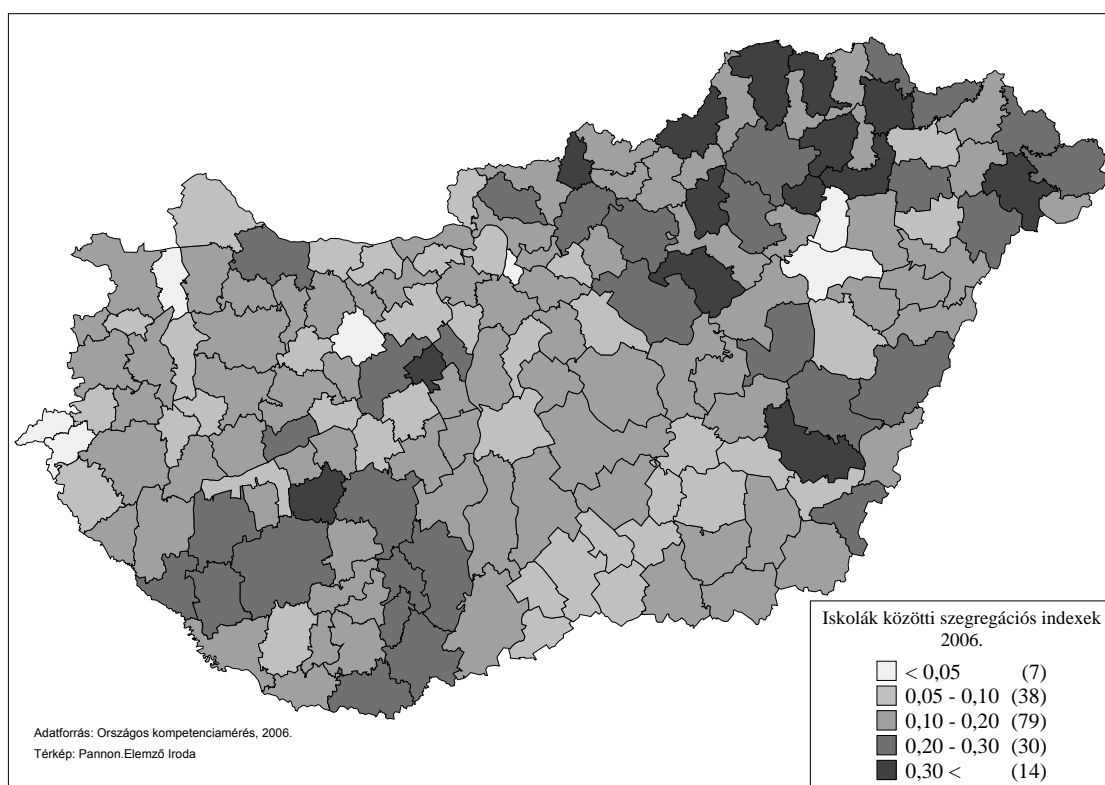 Iskolák közötti szegregációs indexek
2006.
< 0,05 (7)
0,05 - 0,10 (38)
0,10 - 0,20 (79)
0,20 - 0,30 (30)
0,30 < (14)
Adatforrás: Országos kompetenciamérés, 2006.
Térkép: Pannon.Elemző Iroda